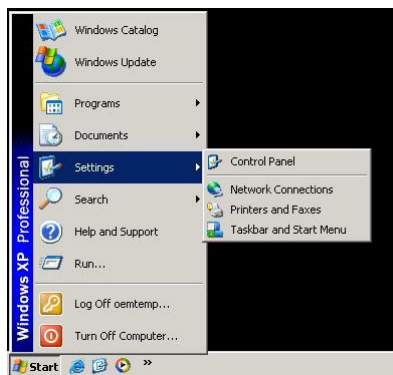 Windows Catalog
Windows Update
Programs
Documents
Settings
Search
Help and Support
Run...
Log Off oemtemp...
Turn Off Computer...
Windows XP Professional
Control Panel
Network Connections
Printers and Faxes
Taskbar and Start Menu
Start
»